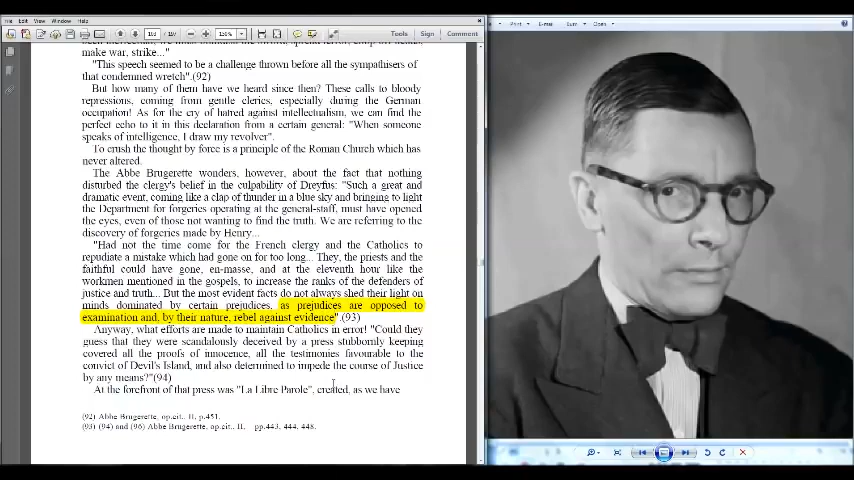 File Edit View Window Help
193 / 197
136%
Tools Sign Comment
Print E-mail Burn Open
make war, strike..."
"This speech seemed to be a challenge thrown before all the sympathisers of
that condemned wretch".(92)
But how many of them have we heard since then? These calls to bloody
repressions, coming from gentle clerics, especially during the German
occupation! As for the cry of hatred against intellectualism, we can find the
perfect echo to it in this declaration from a certain general: "When someone
speaks of intelligence, I draw my revolver".
To crush the thought by force is a principle of the Roman Church which has
never altered.
The Abbe Brugerette wonders, however, about the fact that nothing
disturbed the clergy's belief in the culpability of Dreyfus: "Such a great and
dramatic event, coming like a clap of thunder in a blue sky and bringing to light
the Department for forgeries operating at the general-staff, must have opened
the eyes, even of those not wanting to find the truth. We are referring to the
discovery of forgeries made by Henry...
"Had not the time come for the French clergy and the Catholics to
repudiate a mistake which had gone on for too long... They, the priests and the
faithful could have gone, en-masse, and at the eleventh hour like the
workmen mentioned in the gospels, to increase the ranks of the defenders of
justice and truth... But the most evident facts do not always shed their light on
minds dominated by certain prejudices, as prejudices are opposed to
examination and, by their nature, rebel against evidence".(93)
Anyway, what efforts are made to maintain Catholics in error! "Could they
guess that they were scandalously deceived by a press stubbornly keeping
covered all the proofs of innocence, all the testimonies favourable to the
convict of Devil's Island, and also determined to impede the course of Justice
by any means?"(94)
At the forefront of that press was "La Libre Parole", created, as we have
(92) Abbe Brugerette, op.cit.. II, p.451.
(93) (94) and (96) Abbe Brugerette, op.cit.. II, pp.443, 444, 448.